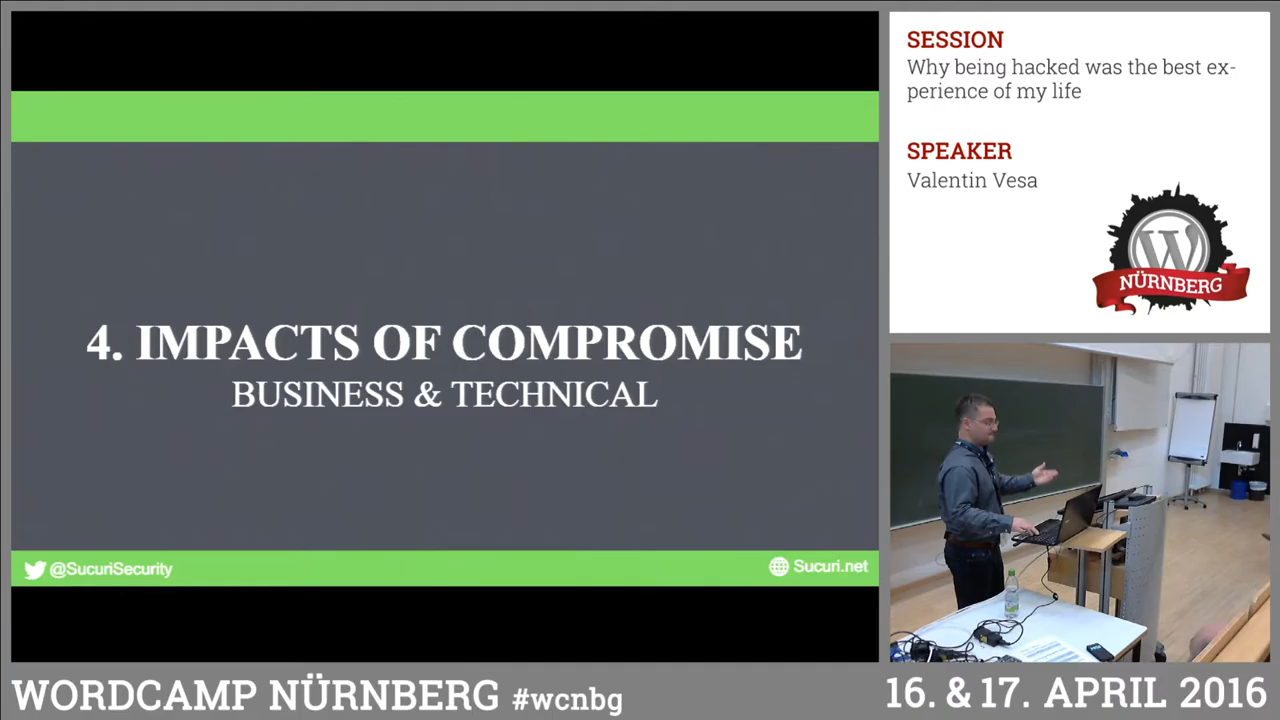 4. IMPACTS OF COMPROMISE
BUSINESS & TECHNICAL
@SucuriSecurity
Sucuri.net
SESSION
Why being hacked was the best ex-
perience of my life
SPEAKER
Valentin Vesa
W
NÜRNBERG
WORDCAMP NÜRNBERG #wcnbg
16. & 17. APRIL 2016